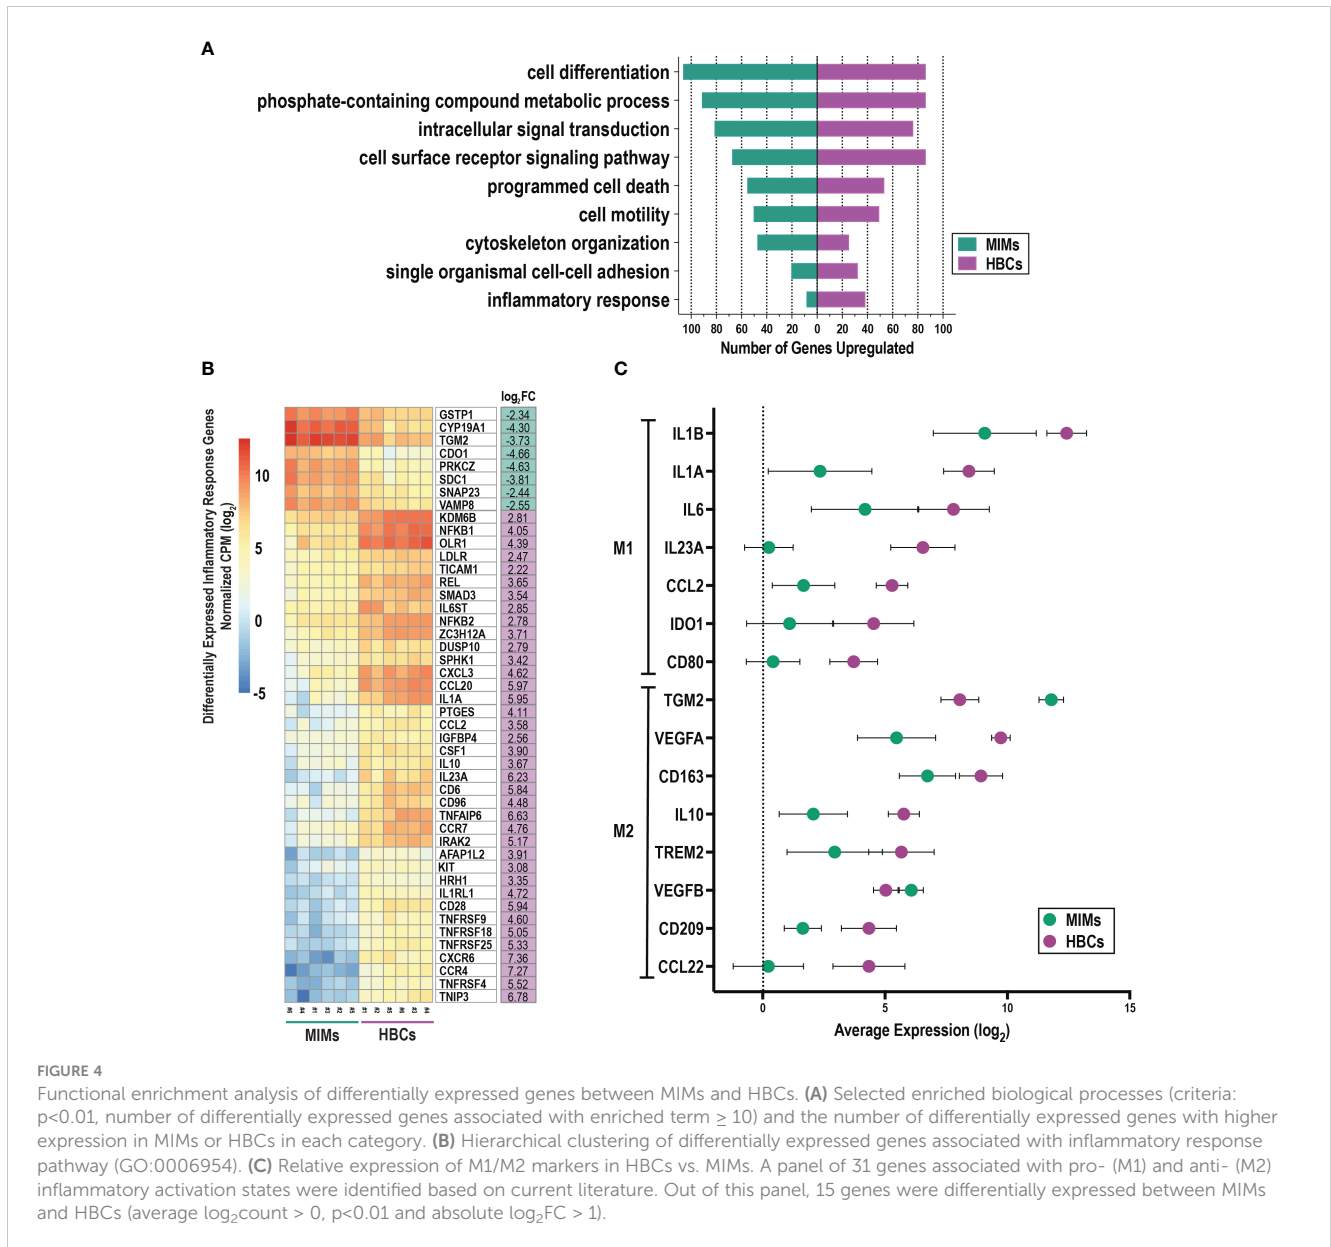 A
cell differentiation
phosphate-containing compound metabolic process
intracellular signal transduction
cell surface receptor signaling pathway
programmed cell death
cell motility
cytoskeleton organization
single organismal cell-cell adhesion
inflammatory response
MIMs
HBCs
100 80 60 40 20 0 20 40 60 80 100
Number of Genes Upregulated
B
Differentially Expressed Inflammatory Response Genes
Normalized CPM (log2)
10
5
0
-5
log2FC
GSTP1 -2.34
CYP19A1 -4.30
TGM2 -3.73
CDO1 -4.66
PRKCZ -4.63
SDC1 -3.81
SNAP23 -2.44
VAMP8 -2.55
KDM6B 2.81
NFKB1 4.05
OLR1 4.39
LDLR 2.47
TICAM1 2.22
REL 3.65
SMAD3 3.54
IL6ST 2.85
NFKB2 2.78
ZC3H12A 3.71
DUSP10 2.79
SPHK1 3.42
CXCL3 4.62
CCL20 5.97
IL1A 5.95
PTGES 4.11
CCL2 3.58
IGFBP4 2.56
CSF1 3.90
IL10 3.67
IL23A 6.23
CD6 5.84
CD96 4.48
TNFAIP6 6.63
CCR7 4.76
IRAK2 5.17
AFAP1L2 3.91
KIT 3.08
HRH1 3.35
IL1RL1 4.72
CD28 5.94
TNFRSF9 4.60
TNFRSF18 5.05
TNFRSF25 5.33
CXCR6 7.36
CCR4 7.27
TNFRSF4 5.52
TNIP3 6.78
MIMs HBCs
C
M1
IL1B
IL1A
IL6
IL23A
CCL2
IDO1
CD80
M2
TGM2
VEGFA
CD163
IL10
TREM2
VEGFB
CD209
CCL22
MIMs
HBCs
0 5 10 15
Average Expression (log2)
FIGURE 4
Functional enrichment analysis of differentially expressed genes between MIMs and HBCs. (A) Selected enriched biological processes (criteria:
p<0.01, number of differentially expressed genes associated with enriched term ≥ 10) and the number of differentially expressed genes with higher
expression in MIMs or HBCs in each category. (B) Hierarchical clustering of differentially expressed genes associated with inflammatory response
pathway (GO:0006954). (C) Relative expression of M1/M2 markers in HBCs vs. MIMs. A panel of 31 genes associated with pro- (M1) and anti- (M2)
inflammatory activation states were identified based on current literature. Out of this panel, 15 genes were differentially expressed between MIMs
and HBCs (average log2count > 0, p<0.01 and absolute log2FC > 1).